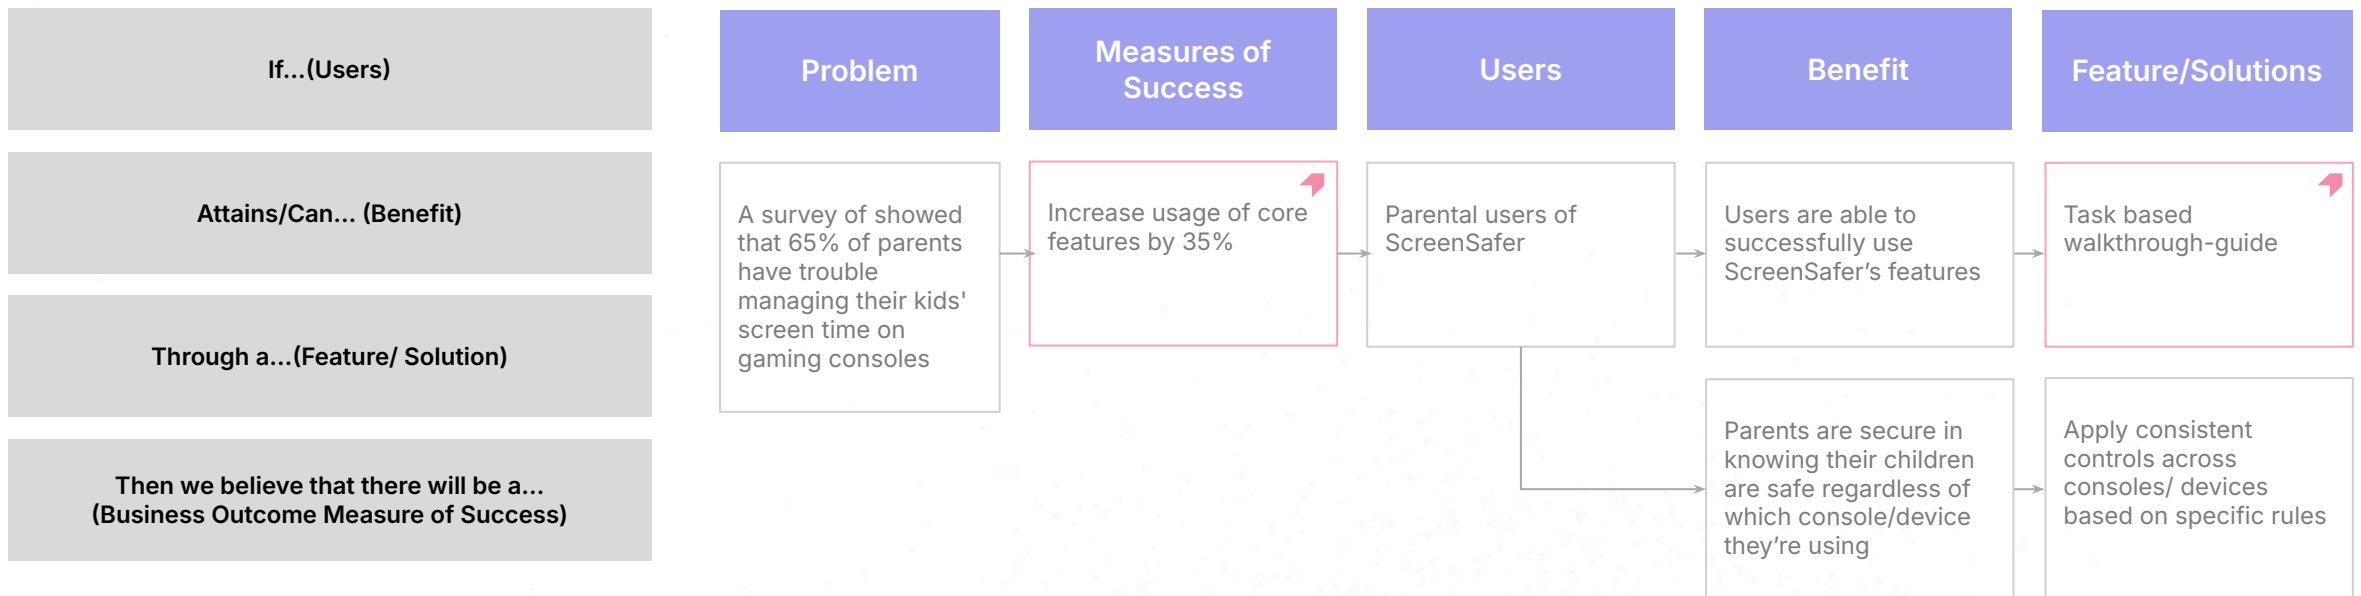 If...(Users)
Attains/Can... (Benefit)
Through a...(Feature/ Solution)
Then we believe that there will be a...
(Business Outcome Measure of Success)
Problem
Measures of
Success
Users
Benefit
Feature/Solutions
A survey of showed
that 65% of parents
have trouble
managing their kids'
screen time on
gaming consoles
Increase usage of core
features by 35%
Parental users of
ScreenSafer
Users are able to
successfully use
ScreenSafer’s features
Task based
walkthrough-guide
Parents are secure in
knowing their children
are safe regardless of
which console/device
they’re using
Apply consistent
controls across
consoles/ devices
based on specific rules